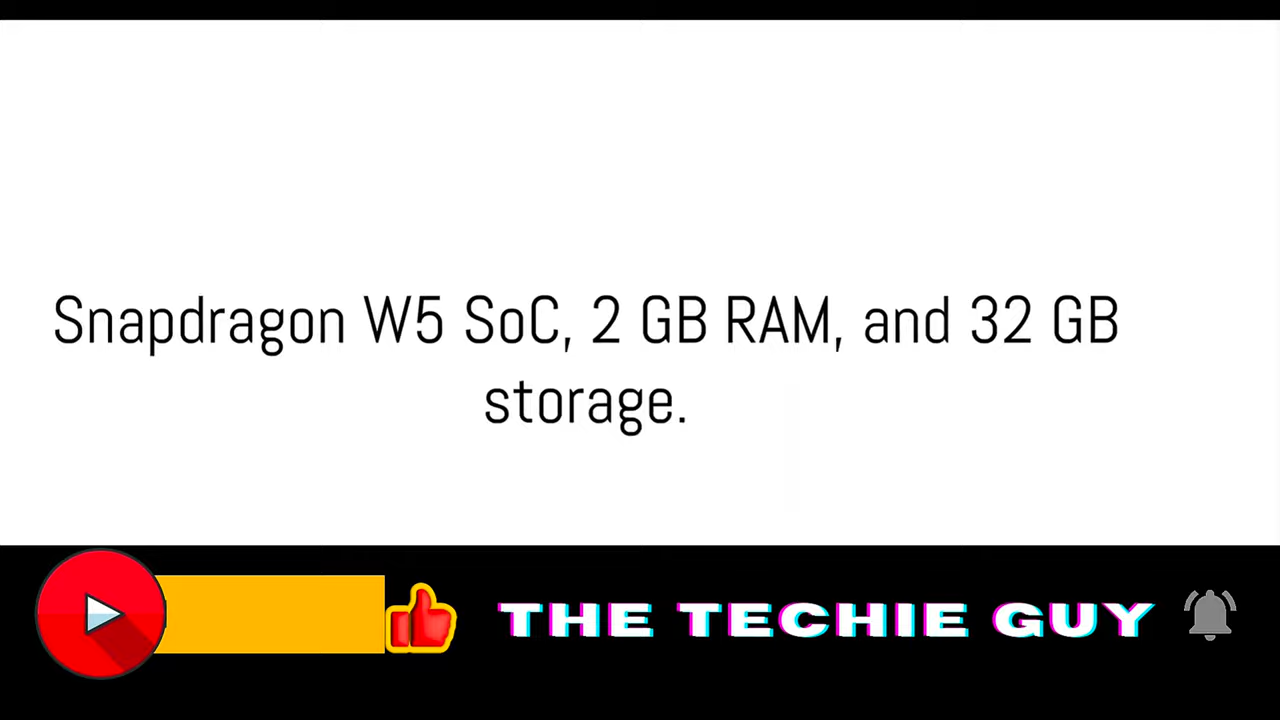 Snapdragon W5 SoC, 2 GB RAM, and 32 GB
storage.
THE TECHIE GUY